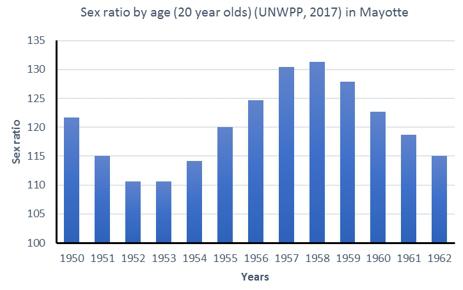 Sex ratio by age (20 year olds) (UNWPP, 2017) in Mayotte
135
130
125
120
115
110
105
100
Sex ratio
1950 1951 1952 1953 1954 1955 1956 1957 1958 1959 1960 1961 1962
Years